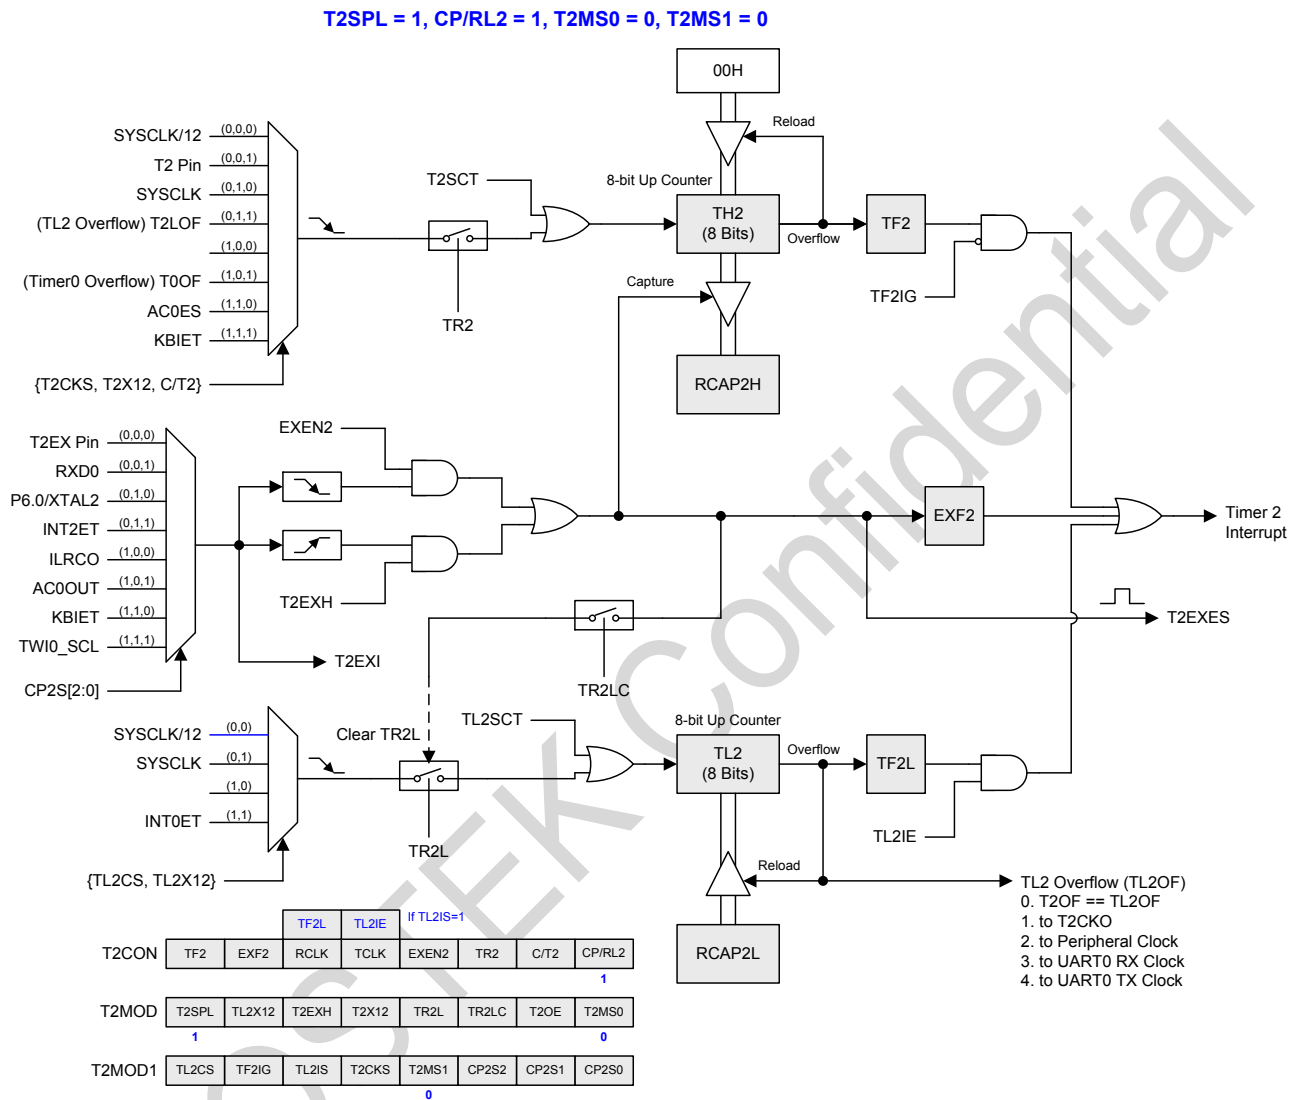 T2SPL = 1, CP/RL2 = 1, T2MS0 = 0, T2MS1 = 0
00H
Reload
SYSCLK/12 (0,0,0)
T2 Pin (0,0,1)
SYSCLK (0,1,0)
(TL2 Overflow) T2LOF (0,1,1)
(1,0,0)
(Timer0 Overflow) T0OF (1,0,1)
AC0ES (1,1,0)
KBIET (1,1,1)
{T2CKS, T2X12, C/T2}
T2SCT
TR2
8-bit Up Counter
TH2
(8 Bits)
Overflow
TF2
TF2IG
Capture
RCAP2H
T2EX Pin (0,0,0)
RXD0 (0,0,1)
P6.0/XTAL2 (0,1,0)
INT2ET (0,1,1)
ILRCO (1,0,0)
AC0OUT (1,0,1)
KBIET (1,1,0)
TWI0_SCL (1,1,1)
CP2S[2:0]
EXEN2
T2EXH
T2EXI
EXF2
Timer 2
Interrupt
T2EXES
TR2LC
SYSCLK/12 (0,0)
SYSCLK (0,1)
(1,0)
INT0ET (1,1)
{TL2CS, TL2X12}
Clear TR2L
TR2L
TL2SCT
8-bit Up Counter
TL2
(8 Bits)
Overflow
TF2L
TL2IE
Reload
RCAP2L
TL2 Overflow (TL2OF)
0. T2OF == TL2OF
1. to T2CKO
2. to Peripheral Clock
3. to UART0 RX Clock
4. to UART0 TX Clock
TF2L TL2IE If TL2IS=1
T2CON TF2 EXF2 RCLK TCLK EXEN2 TR2 C/T2 CP/RL2
1
T2MOD T2SPL TL2X12 T2EXH T2X12 TR2L TR2LC T2OE T2MS0
1 0
T2MOD1 TL2CS TF2IG TL2IS T2CKS T2MS1 CP2S2 CP2S1 CP2S0
0
OSTEK Confidential